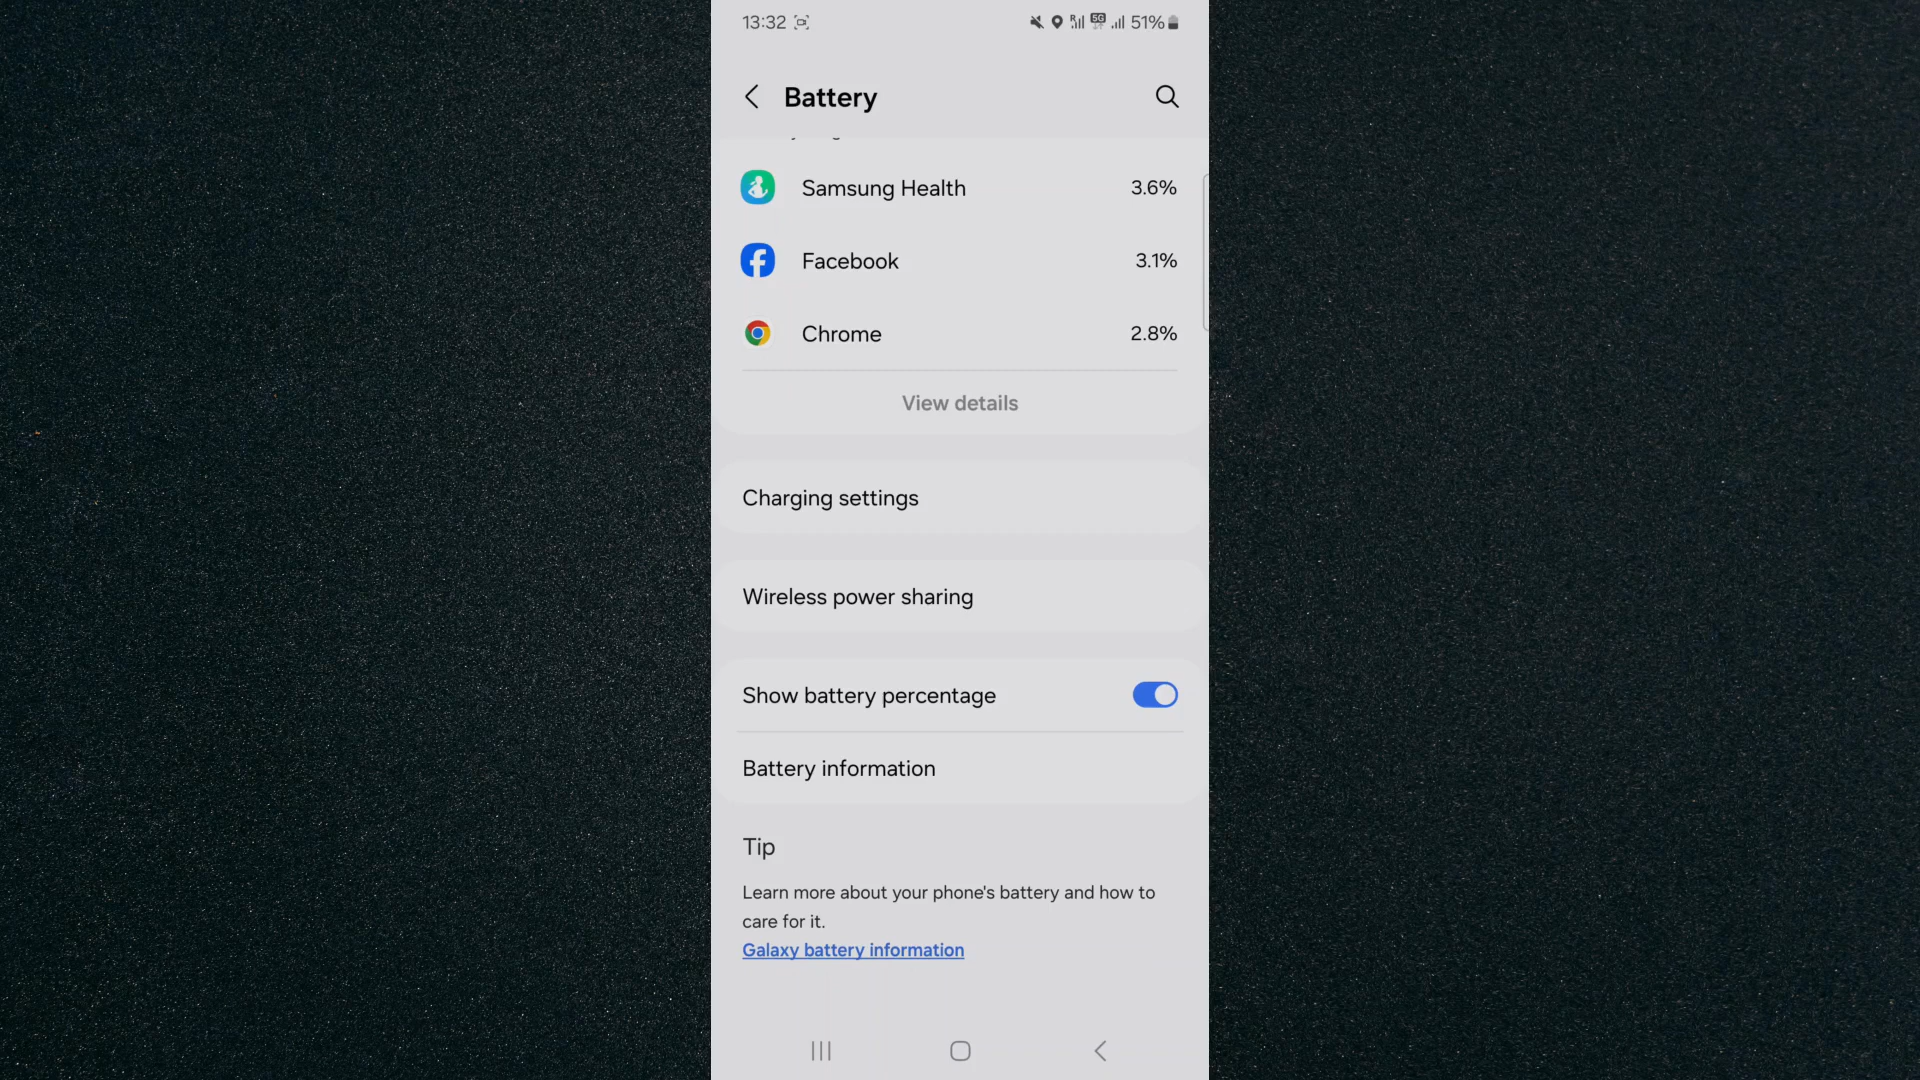 13:32 51%
Battery
Samsung Health 3.6%
Facebook 3.1%
Chrome 2.8%
View details
Charging settings
Wireless power sharing
Show battery percentage
Battery information
Tip
Learn more about your phone's battery and how to
care for it.
Galaxy battery information